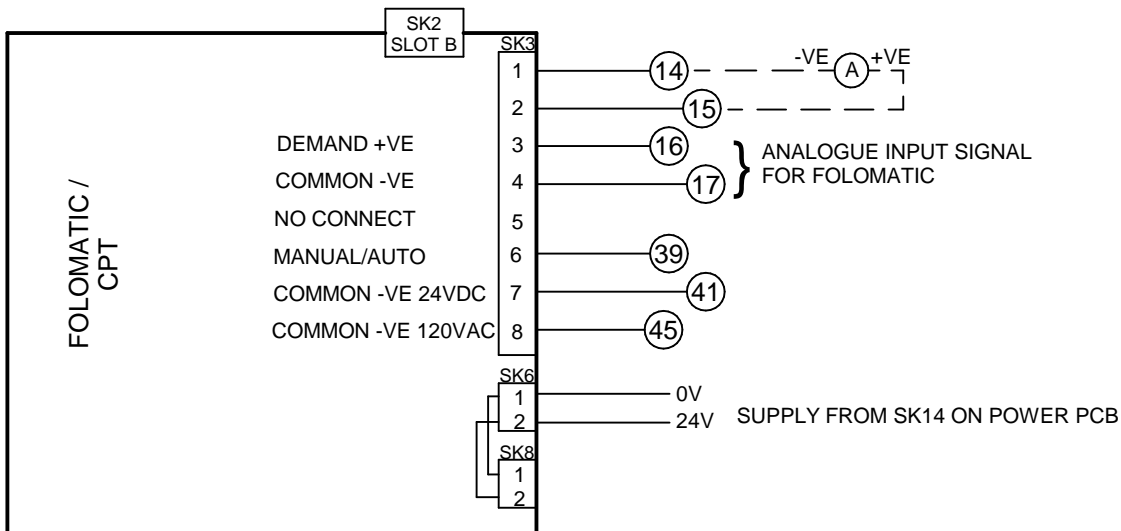 SK2
SLOT B
SK3
1
14
-VE
A
+VE
2
15
DEMAND +VE
3
16
ANALOGUE INPUT SIGNAL
FOR FOLOMATIC
COMMON -VE
4
17
NO CONNECT
5
MANUAL/AUTO
6
39
COMMON -VE 24VDC
7
41
COMMON -VE 120VAC
8
45
FOLOMATIC /
CPT
SK6
1
0V
2
24V
SUPPLY FROM SK14 ON POWER PCB
SK8
1
2